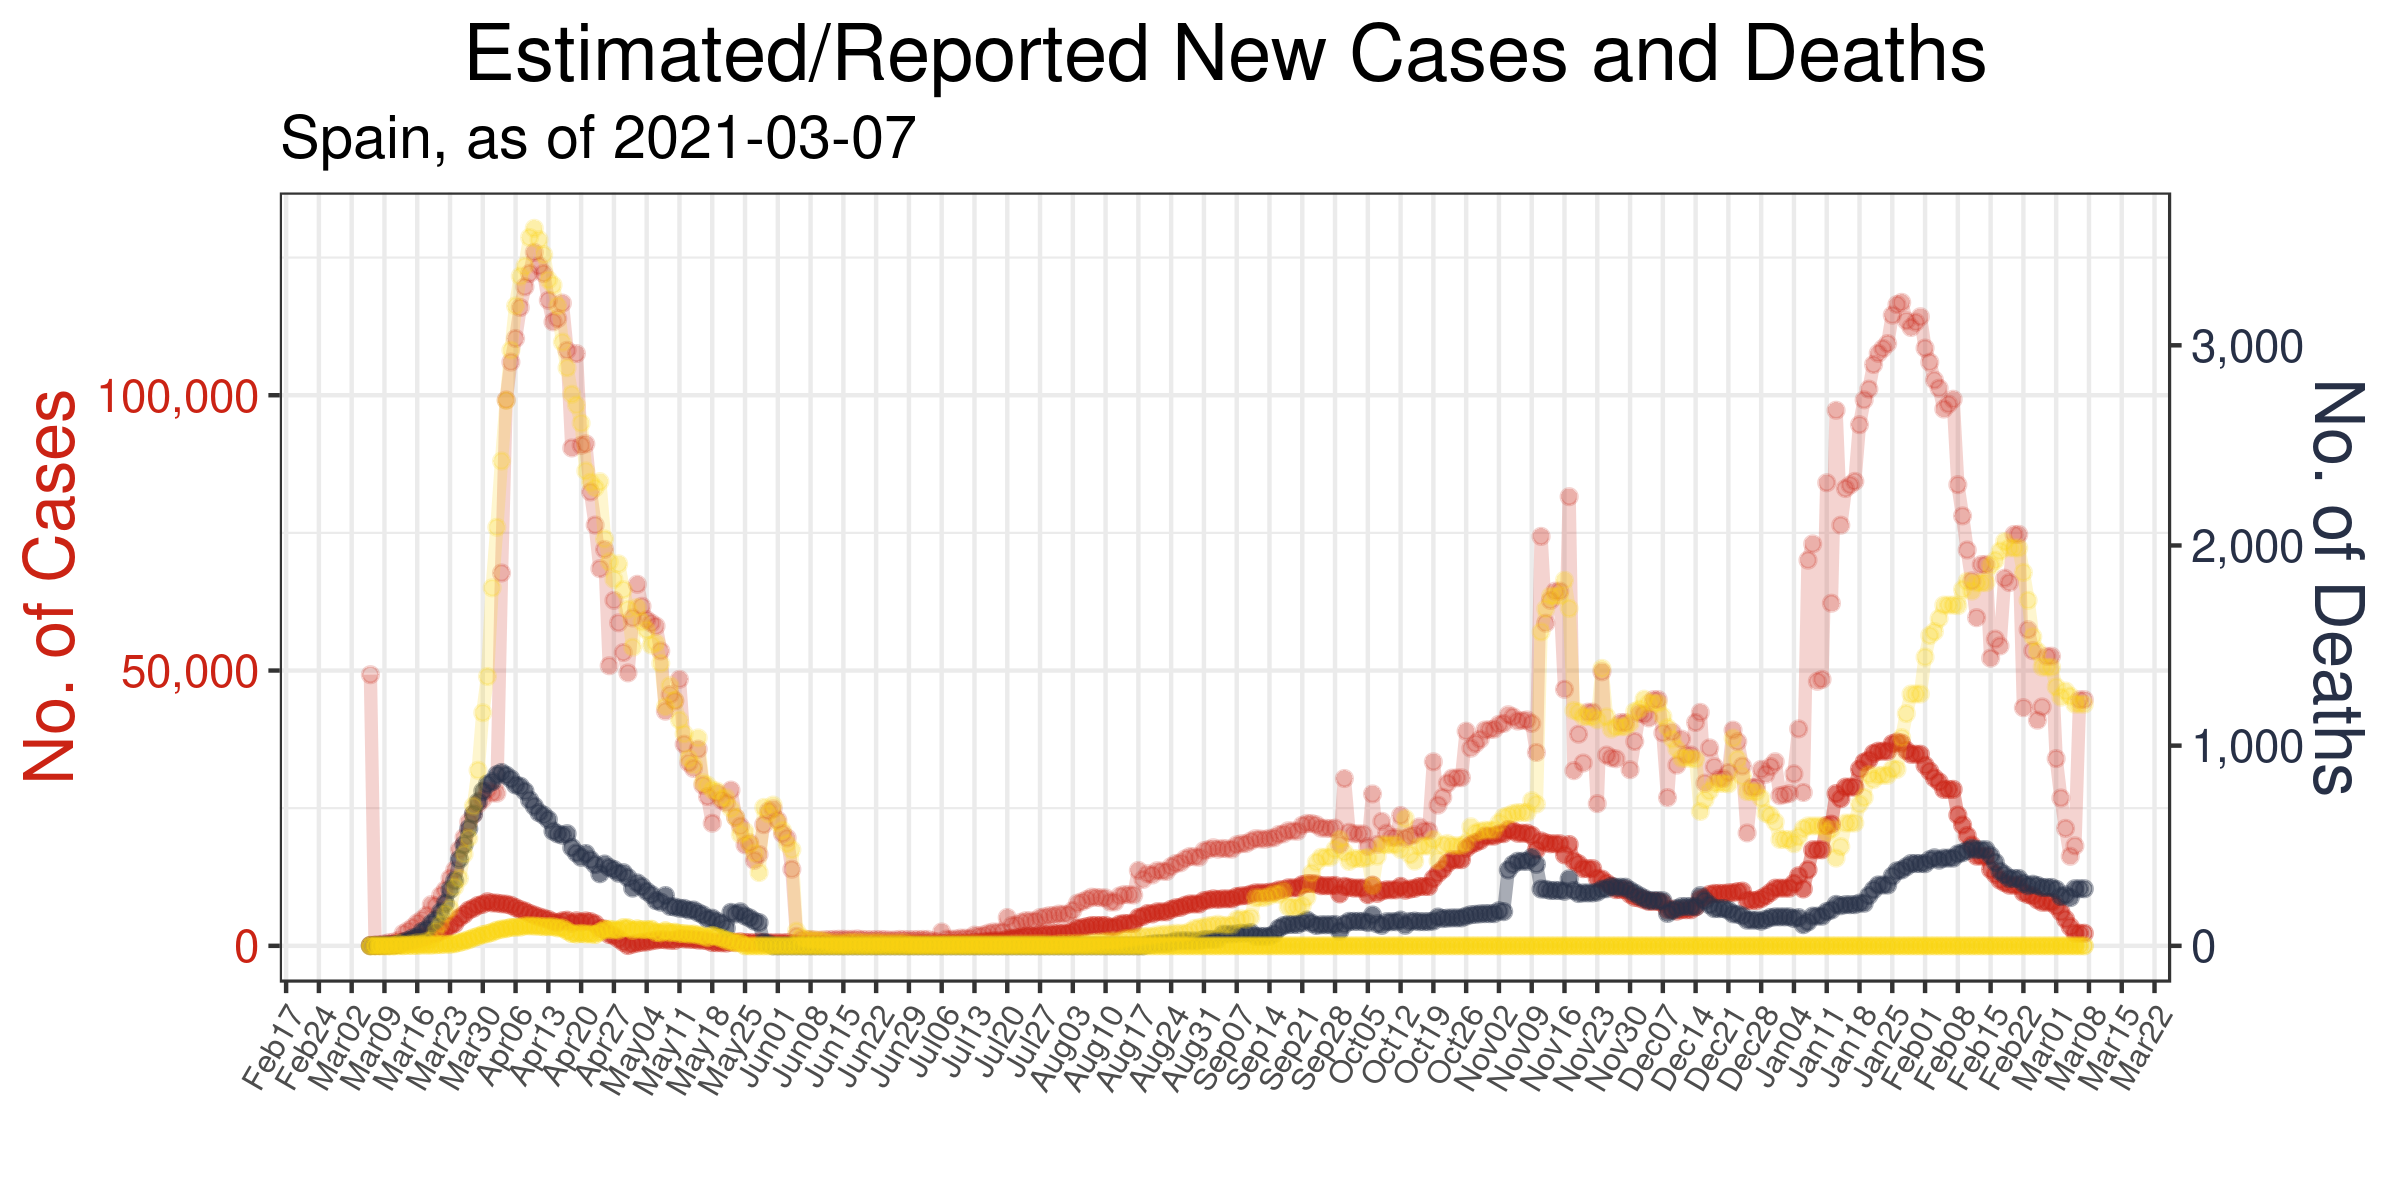 Estimated/Reported New Cases and Deaths
Spain, as of 2021-03-07
No. of Cases
100,000
50,000
0
3,000
2,000
1,000
0
No. of Deaths
Feb17
Feb24
Mar02
Mar09
Mar16
Mar23
Mar30
Apr06
Apr13
Apr20
Apr27
May04
May11
May18
May25
Jun01
Jun08
Jun15
Jun22
Jun29
Jul06
Jul13
Jul20
Jul27
Aug03
Aug10
Aug17
Aug24
Aug31
Sep07
Sep14
Sep21
Sep28
Oct05
Oct12
Oct19
Oct26
Nov02
Nov09
Nov16
Nov23
Nov30
Dec07
Dec14
Dec21
Dec28
Jan04
Jan11
Jan18
Jan25
Feb01
Feb08
Feb15
Feb22
Mar01
Mar08
Mar15
Mar22